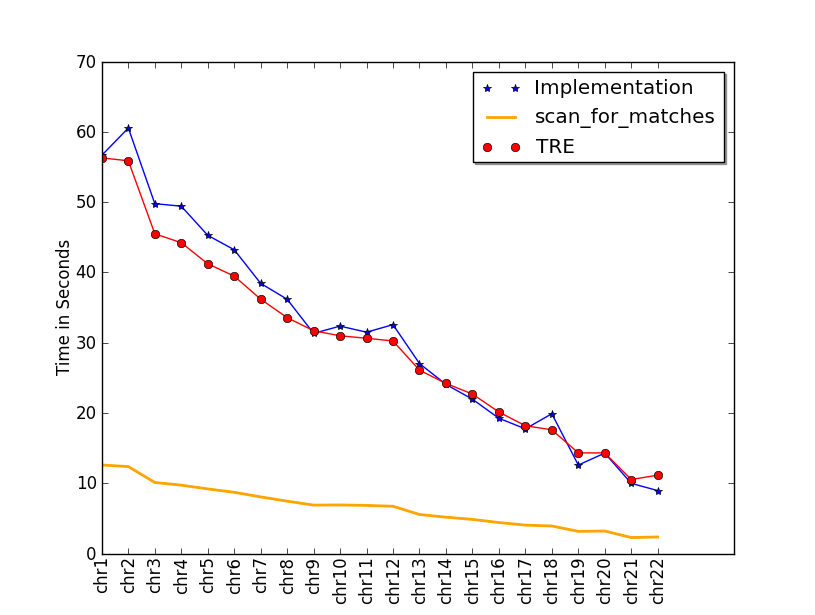 70
60
50
40
30
20
10
0
Time in Seconds
Implementation
scan_for_matches
TRE
chr1
chr2
chr3
chr4
chr5
chr6
chr7
chr8
chr9
chr10
chr11
chr12
chr13
chr14
chr15
chr16
chr17
chr18
chr19
chr20
chr21
chr22